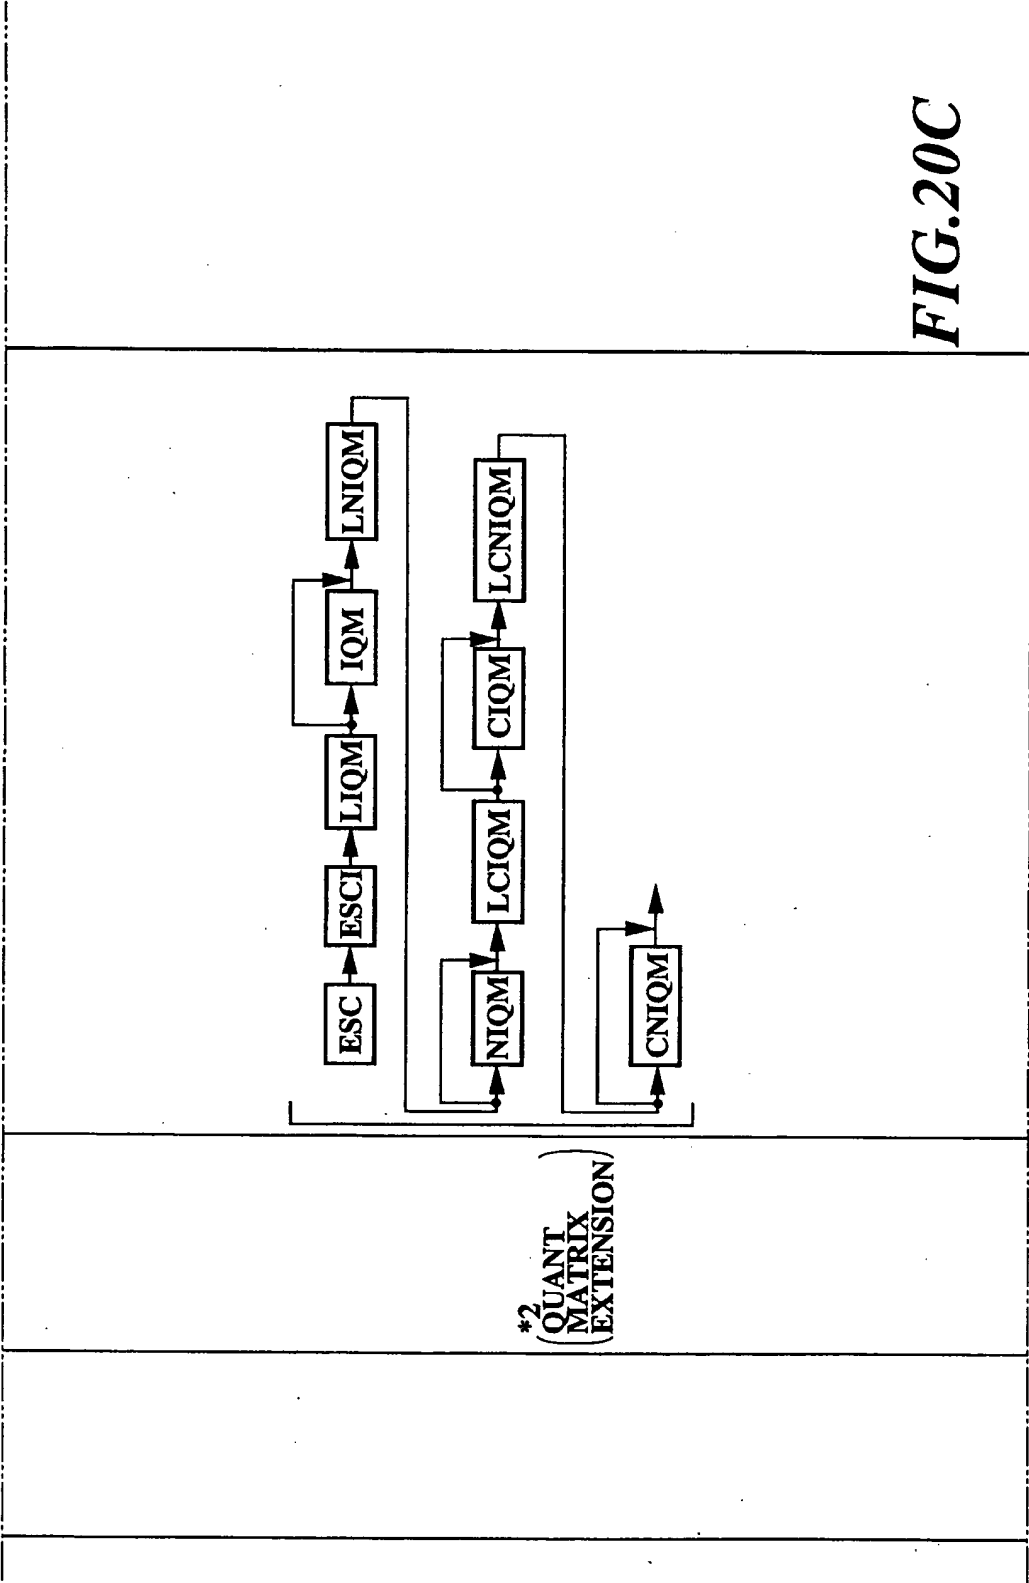 *2
(QUANT
MATRIX
EXTENSION)
ESC
ESCI
LIQM
IQM
LNIQM
NIQM
LCIQM
CIQM
LCNIQM
CNIQM
FIG.20C